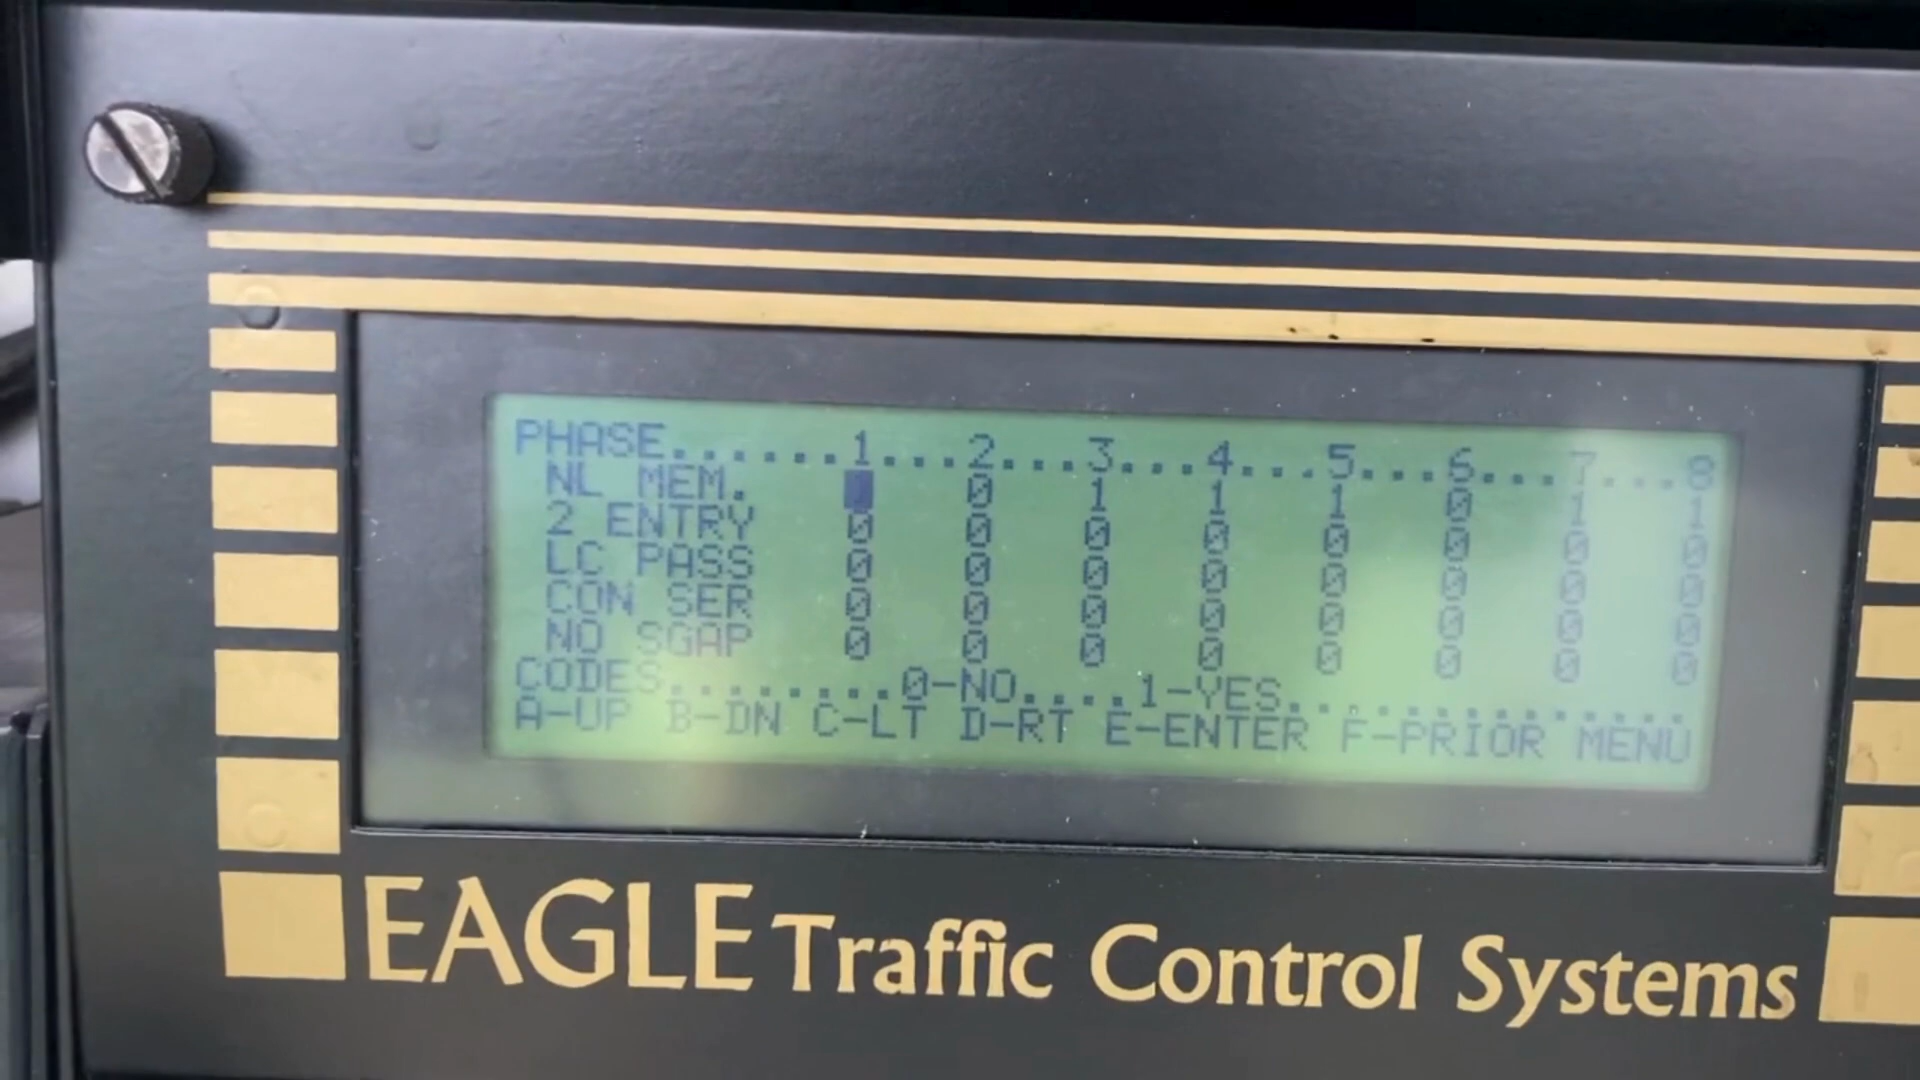 PHASE.......1...2...3...4...5...6...7...8
NL MEM. 0 1 1 1 0 1 1
2 ENTRY 0 0 0 0 0 0 0 0
LC PASS 0 0 0 0 0 0 0 0
CON SER 0 0 0 0 0 0 0 0
NO SGAP 0 0 0 0 0 0 0 0
CODES........0-NO....1-YES..............
A-UP B-DN C-LT D-RT E-ENTER F-PRIOR MENU
EAGLE Traffic Control Systems